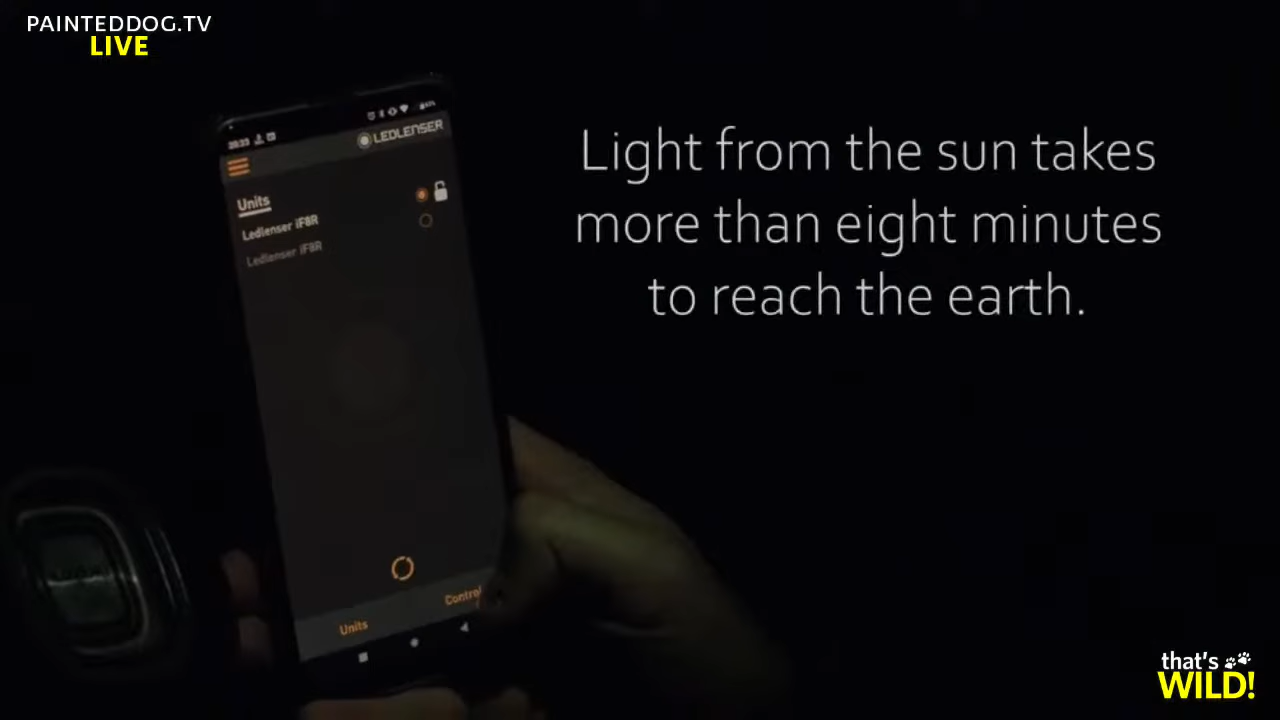 PAINTEDDOG.TV
LIVE
LEDLENSER
Units
Ledlenser iF8R
Ledlenser iF8R
Control
Units
Light from the sun takes
more than eight minutes
to reach the earth.
that's
WILD!